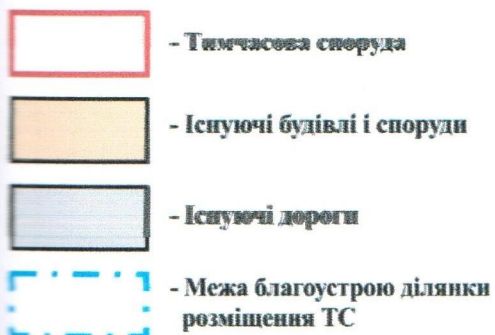 - Тимчасова споруда
- Існуючі будівлі і споруди
- Існуючі дороги
- Межа благоустрою ділянки
розміщення ТС